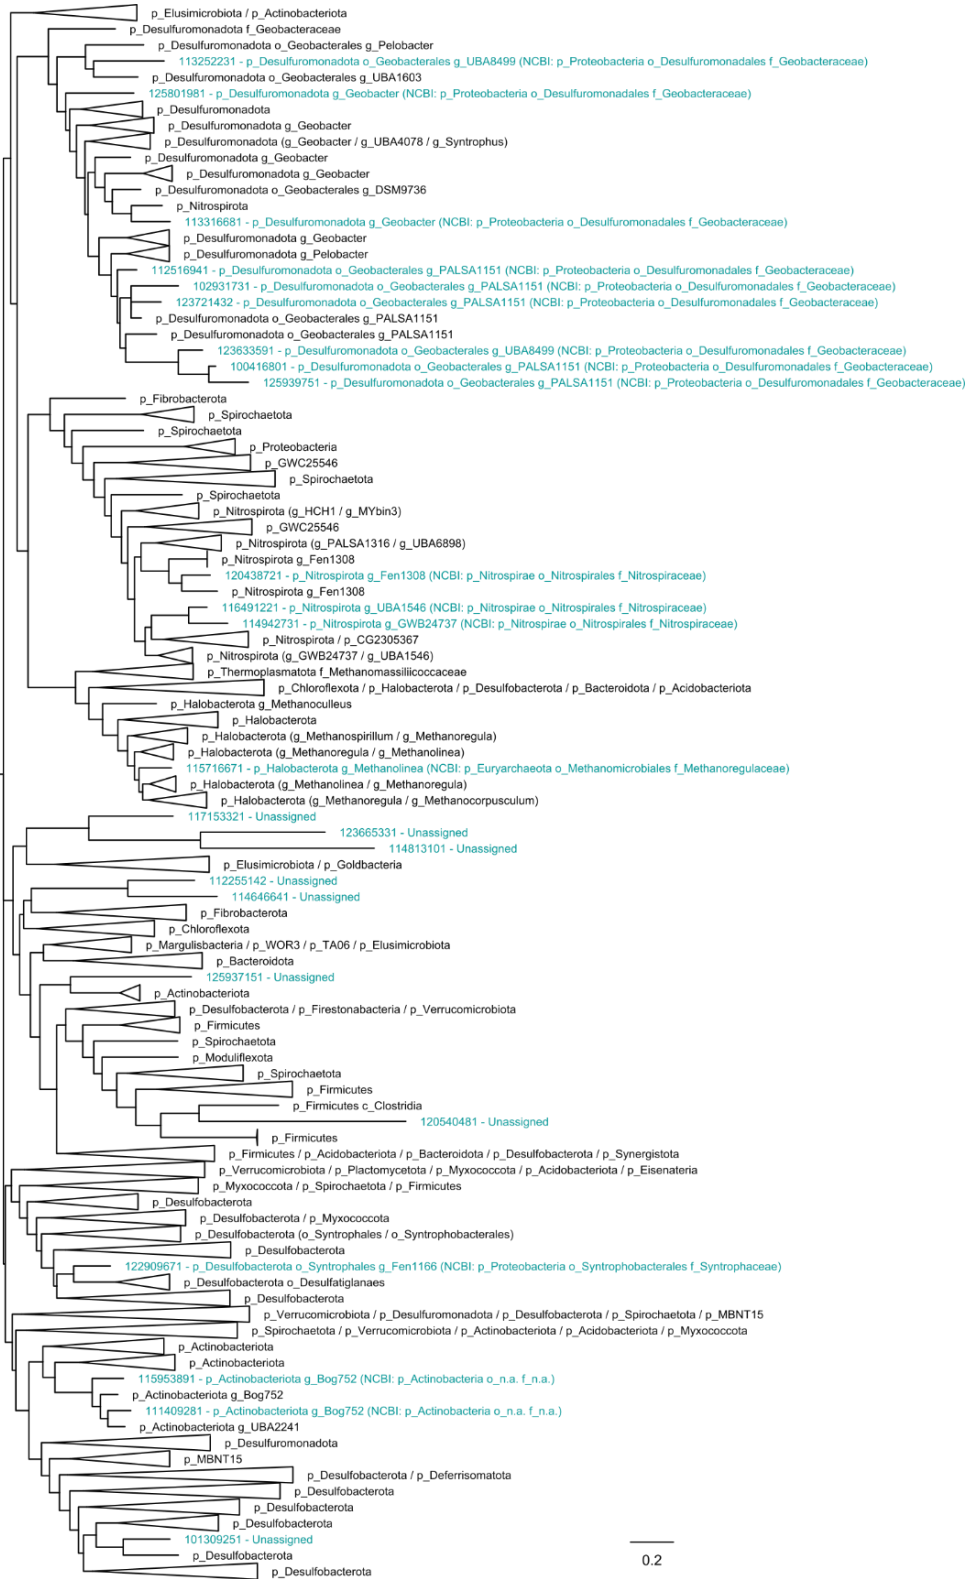 p_Elusimicrobiota / p_Actinobacteriota
p_Desulfuromonadota f_Geobacteraceae
p_Desulfuromonadota o_Geobacterales g_Pelobacter
113252231 - p_Desulfuromonadota o_Geobacterales g_UBA8499 (NCBI: p_Proteobacteria o_Desulfuromonadales f_Geobacteraceae)
p_Desulfuromonadota o_Geobacterales g_UBA1603
125801981 - p_Desulfuromonadota g_Geobacter (NCBI: p_Proteobacteria o_Desulfuromonadales f_Geobacteraceae)
p_Desulfuromonadota
p_Desulfuromonadota g_Geobacter
p_Desulfuromonadota (g_Geobacter / g_UBA4078 / g_Syntrophus)
p_Desulfuromonadota g_Geobacter
p_Desulfuromonadota g_Geobacter
p_Desulfuromonadota o_Geobacterales g_DSM9736
p_Nitrospirota
113316681 - p_Desulfuromonadota g_Geobacter (NCBI: p_Proteobacteria o_Desulfuromonadales f_Geobacteraceae)
p_Desulfuromonadota g_Geobacter
p_Desulfuromonadota g_Pelobacter
112516941 - p_Desulfuromonadota o_Geobacterales g_PALSA1151 (NCBI: p_Proteobacteria o_Desulfuromonadales f_Geobacteraceae)
102931731 - p_Desulfuromonadota o_Geobacterales g_PALSA1151 (NCBI: p_Proteobacteria o_Desulfuromonadales f_Geobacteraceae)
123721432 - p_Desulfuromonadota o_Geobacterales g_PALSA1151 (NCBI: p_Proteobacteria o_Desulfuromonadales f_Geobacteraceae)
p_Desulfuromonadota o_Geobacterales g_PALSA1151
p_Desulfuromonadota o_Geobacterales g_PALSA1151
123633591 - p_Desulfuromonadota o_Geobacterales g_UBA8499 (NCBI: p_Proteobacteria o_Desulfuromonadales f_Geobacteraceae)
100416801 - p_Desulfuromonadota o_Geobacterales g_PALSA1151 (NCBI: p_Proteobacteria o_Desulfuromonadales f_Geobacteraceae)
125939751 - p_Desulfuromonadota o_Geobacterales g_PALSA1151 (NCBI: p_Proteobacteria o_Desulfuromonadales f_Geobacteraceae)
p_Fibrobacterota
p_Spirochaetota
p_Spirochaetota
p_Proteobacteria
p_GWC25546
p_Spirochaetota
p_Spirochaetota
p_Nitrospirota (g_HCH1 / g_MYbin3)
p_GWC25546
p_Nitrospirota (g_PALSA1316 / g_UBA6898)
p_Nitrospirota g_Fen1308
120438721 - p_Nitrospirota g_Fen1308 (NCBI: p_Nitrospirae o_Nitrospirales f_Nitrospiraceae)
p_Nitrospirota g_Fen1308
116491221 - p_Nitrospirota g_UBA1546 (NCBI: p_Nitrospirae o_Nitrospirales f_Nitrospiraceae)
114942731 - p_Nitrospirota g_GWB24737 (NCBI: p_Nitrospirae o_Nitrospirales f_Nitrospiraceae)
p_Nitrospirota / p_CG2305367
p_Nitrospirota (g_GWB24737 / g_UBA1546)
p_Thermoplasmatota f_Methanomassiliicoccaceae
p_Chloroflexota / p_Halobacterota / p_Desulfobacterota / p_Bacteroidota / p_Acidobacteriota
p_Halobacterota g_Methanoculleus
p_Halobacterota
p_Halobacterota (g_Methanospirillum / g_Methanoregula)
p_Halobacterota (g_Methanoregula / g_Methanolinea)
115716671 - p_Halobacterota g_Methanolinea (NCBI: p_Euryarchaeota o_Methanomicrobiales f_Methanoregulaceae)
p_Halobacterota (g_Methanolinea / g_Methanoregula)
p_Halobacterota (g_Methanoregula / g_Methanocorpusculum)
117153321 - Unassigned
123665331 - Unassigned
114813101 - Unassigned
p_Elusimicrobiota / p_Goldbacteria
112255142 - Unassigned
114646641 - Unassigned
p_Fibrobacterota
p_Chloroflexota
p_Margulisbacteria / p_WOR3 / p_TA06 / p_Elusimicrobiota
p_Bacteroidota
125937151 - Unassigned
p_Actinobacteriota
p_Desulfobacterota / p_Firestonabacteria / p_Verrucomicrobiota
p_Firmicutes
p_Spirochaetota
p_Moduliflexota
p_Spirochaetota
p_Firmicutes
p_Firmicutes c_Clostridia
120540481 - Unassigned
p_Firmicutes
p_Firmicutes / p_Acidobacteriota / p_Bacteroidota / p_Desulfobacterota / p_Synergistota
p_Verrucomicrobiota / p_Plactomycetota / p_Myxococcota / p_Acidobacteriota / p_Eisenateria
p_Myxococcota / p_Spirochaetota / p_Firmicutes
p_Desulfobacterota
p_Desulfobacterota / p_Myxococcota
p_Desulfobacterota (o_Syntrophales / o_Syntrophobacterales)
p_Desulfobacterota
122909671 - p_Desulfobacterota o_Syntrophales g_Fen1166 (NCBI: p_Proteobacteria o_Syntrophobacterales f_Syntrophaceae)
p_Desulfobacterota o_Desulfatiglanaes
p_Desulfobacterota
p_Verrucomicrobiota / p_Desulfuromonadota / p_Desulfobacterota / p_Spirochaetota / p_MBNT15
p_Spirochaetota / p_Verrucomicrobiota / p_Actinobacteriota / p_Acidobacteriota / p_Myxococcota
p_Actinobacteriota
p_Actinobacteriota
115953891 - p_Actinobacteriota g_Bog752 (NCBI: p_Actinobacteria o_n.a. f_n.a.)
p_Actinobacteriota g_Bog752
111409281 - p_Actinobacteriota g_Bog752 (NCBI: p_Actinobacteria o_n.a. f_n.a.)
p_Actinobacteriota g_UBA2241
p_Desulfuromonadota
p_MBNT15
p_Desulfobacterota / p_Deferrisomatota
p_Desulfobacterota
p_Desulfobacterota
p_Desulfobacterota
101309251 - Unassigned
p_Desulfobacterota
p_Desulfobacterota
0.2